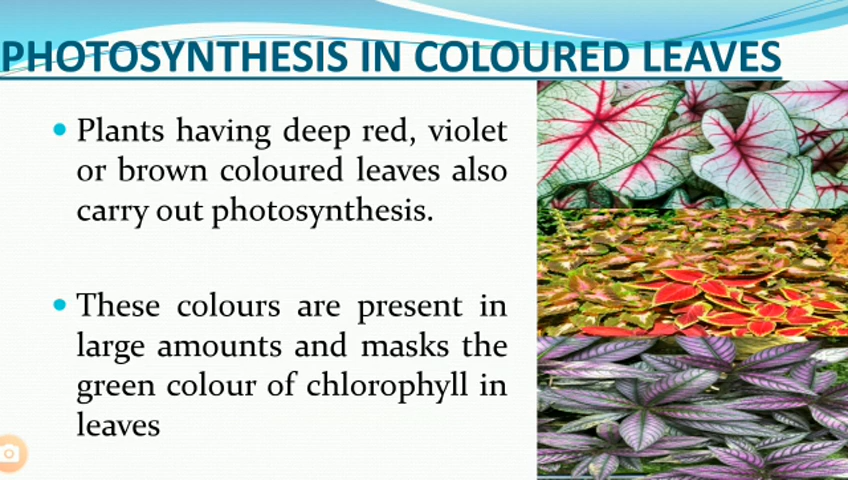 PHOTOSYNTHESIS IN COLOURED LEAVES
Plants having deep red, violet
or brown coloured leaves also
carry out photosynthesis.
These colours are present in
large amounts and masks the
green colour of chlorophyll in
leaves